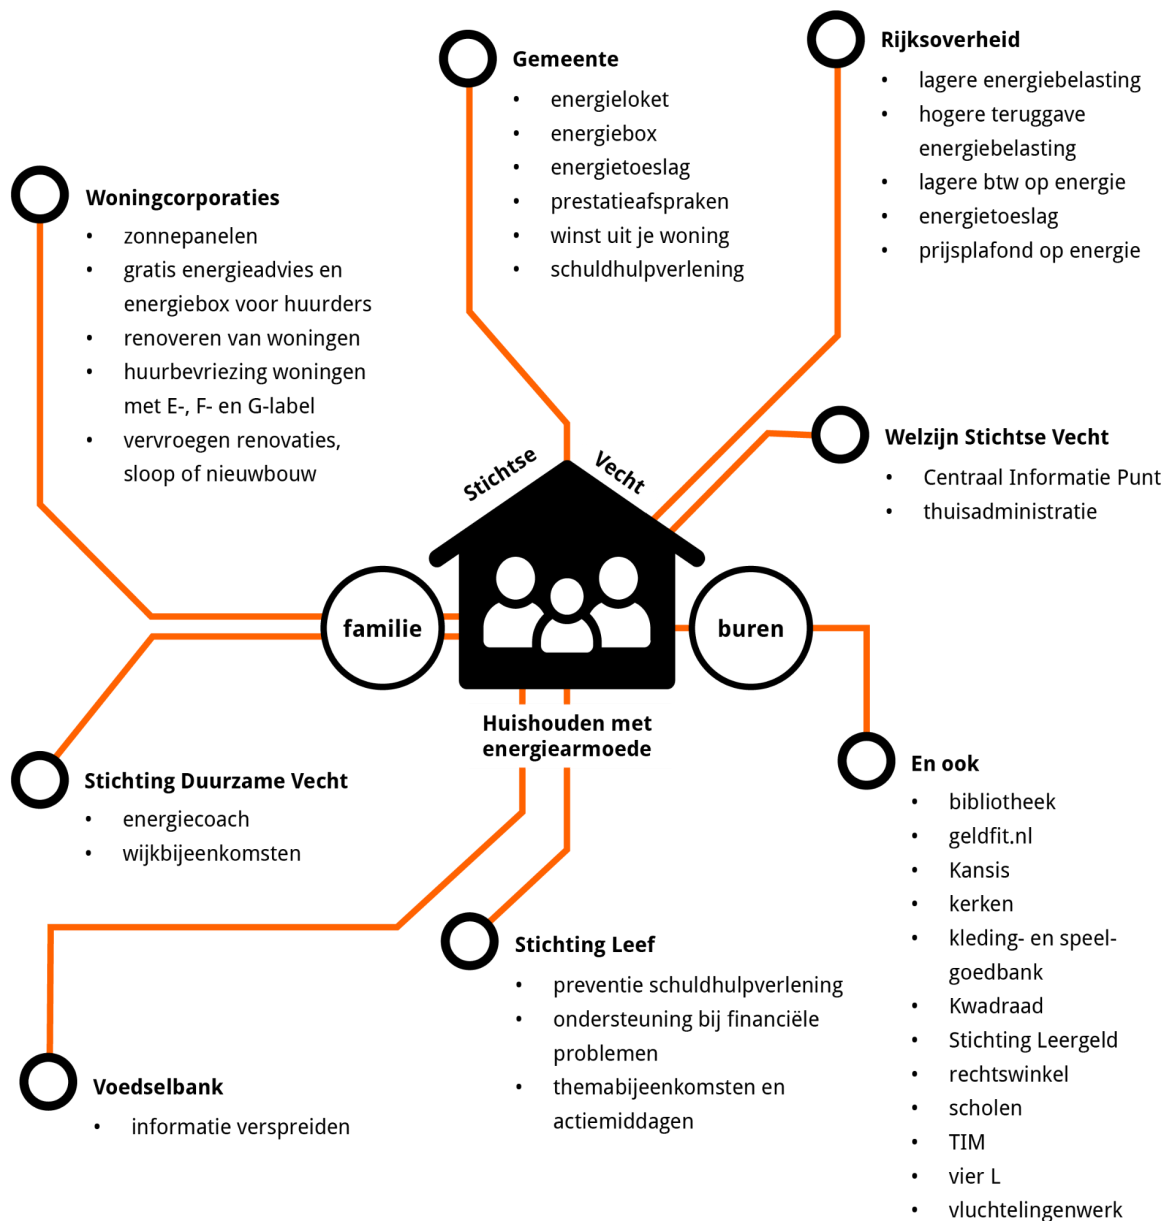 Gemeente
• energieloket
• energiebox
• energietoeslag
• prestatieafspraken
• winst uit je woning
• schuldhulpverlening
Rijksoverheid
• lagere energiebelasting
• hogere teruggave
energiebelasting
• lagere btw op energie
• energietoeslag
• prijsplafond op energie
Woningcorporaties
• zonnepanelen
• gratis energieadvies en
energiebox voor huurders
• renoveren van woningen
• huurbevriezing woningen
met E-, F- en G-label
• vervroegen renovaties,
sloop of nieuwbouw
Welzijn Stichtse Vecht
• Centraal Informatie Punt
• thuisadministratie
Stichtse Vecht
familie
buren
Huishouden met
energiearmoede
Stichting Duurzame Vecht
• energiecoach
• wijkbijeenkomsten
En ook
• bibliotheek
• geldfit.nl
• Kansis
• kerken
• kleding- en speel-
goedbank
• Kwadraad
• Stichting Leergeld
• rechtswinkel
• scholen
• TIM
• vier L
• vluchtelingenwerk
Stichting Leef
• preventie schuldhulpverlening
• ondersteuning bij financiële
problemen
• themabijeenkomsten en
actiemiddagen
Voedselbank
• informatie verspreiden